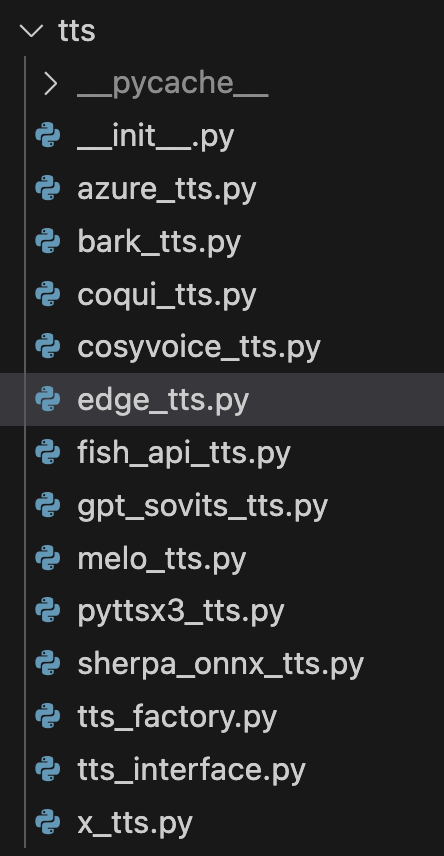 tts
__pycache__
__init__.py
azure_tts.py
bark_tts.py
coqui_tts.py
cosyvoice_tts.py
edge_tts.py
fish_api_tts.py
gpt_sovits_tts.py
melo_tts.py
pyttsx3_tts.py
sherpa_onnx_tts.py
tts_factory.py
tts_interface.py
x_tts.py